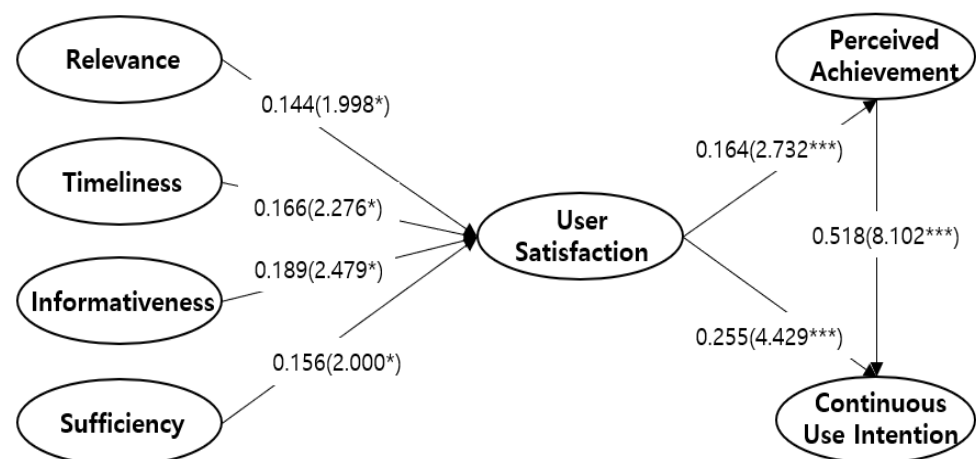 Relevance
Timeliness
Informativeness
Sufficiency
0.144(1.998*)
0.166(2.276*)
0.189(2.479*)
0.156(2.000*)
User
Satisfaction
0.164(2.732***)
0.255(4.429***)
Perceived
Achievement
0.518(8.102***)
Continuous
Use Intention